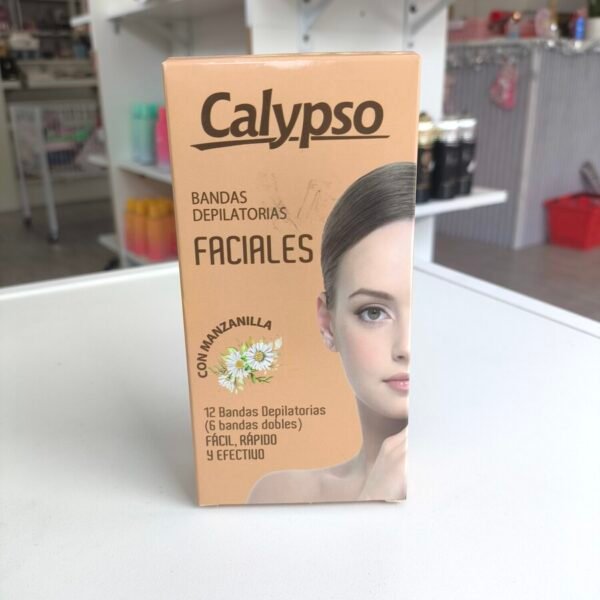 Calypso
BANDAS
DEPILATORIAS
FACIALES
CON MANZANILLA
12 Bandas Depilatorias
(6 bandas dobles)
FÁCIL, RÁPIDO
Y EFECTIVO